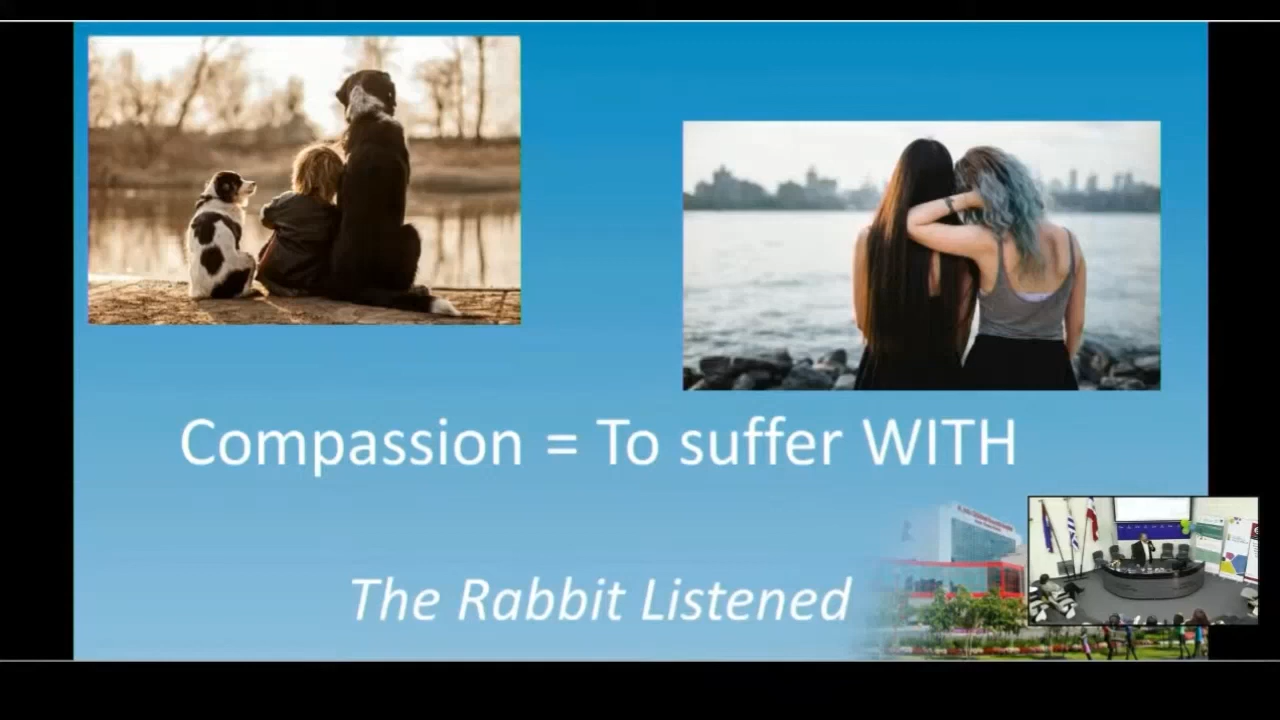 Compassion = To suffer WITH
The Rabbit Listened